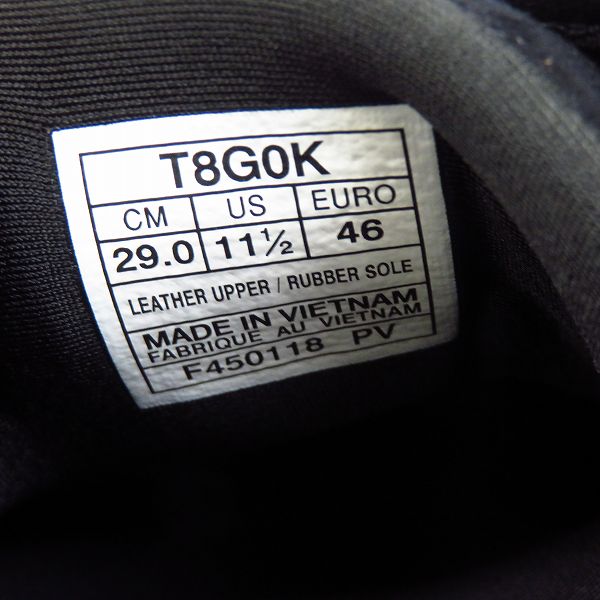 T8G0K
CM US EURO
29.0 11½ 46
LEATHER UPPER / RUBBER SOLE
MADE IN VIETNAM
FABRIQUE AU VIETNAM
F450118 PV